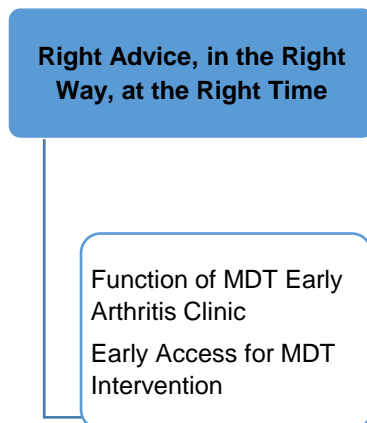 Right Advice, in the Right
Way, at the Right Time
Function of MDT Early
Arthritis Clinic
Early Access for MDT
Intervention